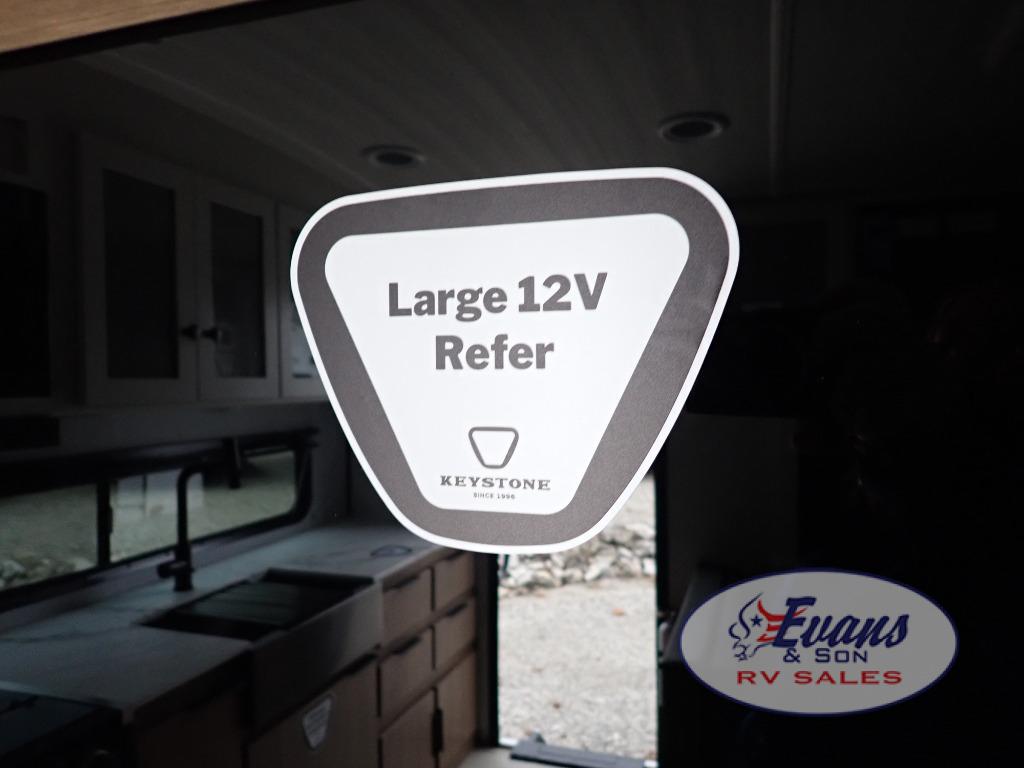 Large 12V
Refer
KEYSTONE
SINCE 1996
Evans
& SON
RV SALES